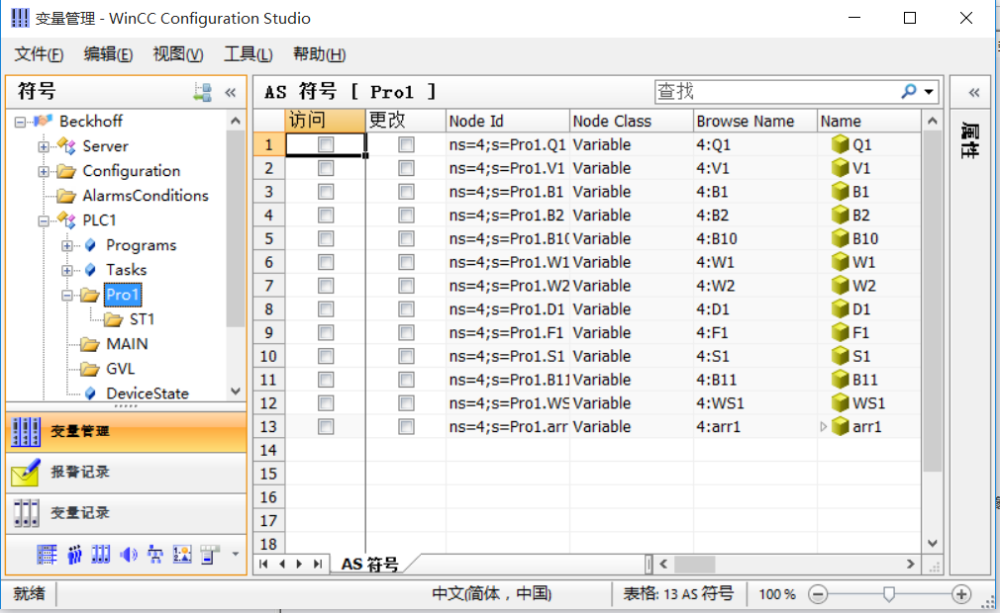 变量管理 - WinCC Configuration Studio
文件(F) 编辑(E) 视图(V) 工具(L) 帮助(H)
符号 «
Beckhoff
Server
Configuration
AlarmsConditions
PLC1
Programs
Tasks
Pro1
ST1
MAIN
GVL
DeviceState
变量管理
报警记录
变量记录
AS 符号 [ Pro1 ] 查找
访问 更改 Node Id Node Class Browse Name Name
1 ns=4;s=Pro1.Q1 Variable 4:Q1 Q1
2 ns=4;s=Pro1.V1 Variable 4:V1 V1
3 ns=4;s=Pro1.B1 Variable 4:B1 B1
4 ns=4;s=Pro1.B2 Variable 4:B2 B2
5 ns=4;s=Pro1.B10 Variable 4:B10 B10
6 ns=4;s=Pro1.W1 Variable 4:W1 W1
7 ns=4;s=Pro1.W2 Variable 4:W2 W2
8 ns=4;s=Pro1.D1 Variable 4:D1 D1
9 ns=4;s=Pro1.F1 Variable 4:F1 F1
10 ns=4;s=Pro1.S1 Variable 4:S1 S1
11 ns=4;s=Pro1.B11 Variable 4:B11 B11
12 ns=4;s=Pro1.WS Variable 4:WS1 WS1
13 ns=4;s=Pro1.arr Variable 4:arr1 arr1
14
15
16
17
18
AS 符号
«
属性
就绪 中文(简体，中国) 表格: 13 AS 符号 100 %